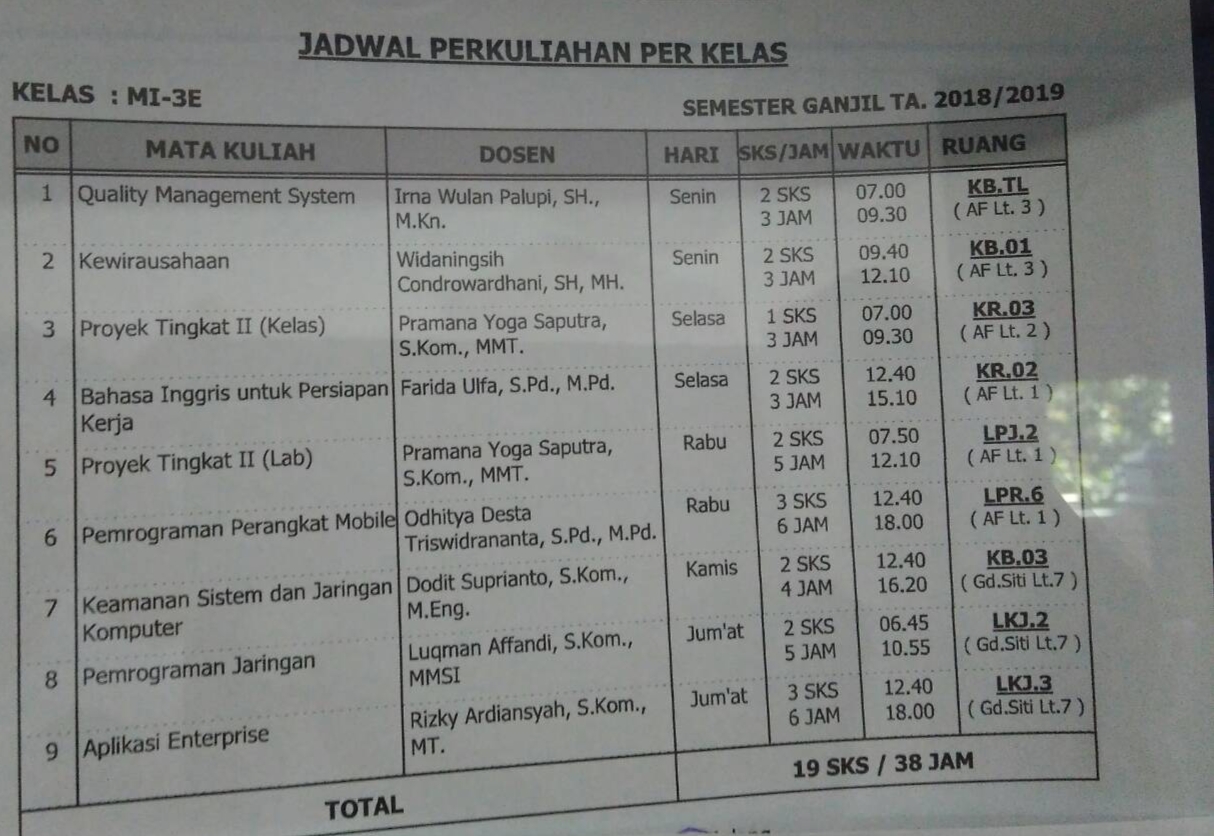 JADWAL PERKULIAHAN PER KELAS
KELAS : MI-3E
SEMESTER GANJIL TA. 2018/2019
NO MATA KULIAH DOSEN HARI SKS/JAM WAKTU RUANG
1 Quality Management System Irna Wulan Palupi, SH., Senin 2 SKS 07.00 KB.TL
M.Kn. 3 JAM 09.30 ( AF Lt. 3 )
2 Kewirausahaan Widaningsih Senin 2 SKS 09.40 KB.01
Condrowardhani, SH, MH. 3 JAM 12.10 ( AF Lt. 3 )
3 Proyek Tingkat II (Kelas) Pramana Yoga Saputra, Selasa 1 SKS 07.00 KR.03
S.Kom., MMT. 3 JAM 09.30 ( AF Lt. 2 )
4 Bahasa Inggris untuk Persiapan Farida Ulfa, S.Pd., M.Pd. Selasa 2 SKS 12.40 KR.02
Kerja 3 JAM 15.10 ( AF Lt. 1 )
5 Proyek Tingkat II (Lab) Pramana Yoga Saputra, Rabu 2 SKS 07.50 LPJ.2
S.Kom., MMT. 5 JAM 12.10 ( AF Lt. 1 )
6 Pemrograman Perangkat Mobile Odhitya Desta Rabu 3 SKS 12.40 LPR.6
Triswidrananta, S.Pd., M.Pd. 6 JAM 18.00 ( AF Lt. 1 )
7 Keamanan Sistem dan Jaringan Dodit Suprianto, S.Kom., Kamis 2 SKS 12.40 KB.03
Komputer M.Eng. 4 JAM 16.20 ( Gd.Siti Lt.7 )
8 Pemrograman Jaringan Luqman Affandi, S.Kom., Jum'at 2 SKS 06.45 LKJ.2
MMSI 5 JAM 10.55 ( Gd.Siti Lt.7 )
9 Aplikasi Enterprise Rizky Ardiansyah, S.Kom., Jum'at 3 SKS 12.40 LKJ.3
MT. 6 JAM 18.00 ( Gd.Siti Lt.7 )
TOTAL 19 SKS / 38 JAM